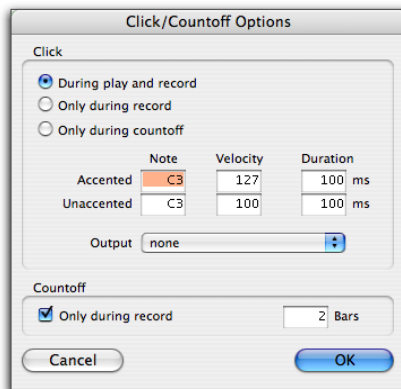 Click/Countoff Options
Click
During play and record
Only during record
Only during countoff
Note Velocity Duration
Accented C3 127 100 ms
Unaccented C3 100 100 ms
Output none
Countoff
Only during record 2 Bars
Cancel OK